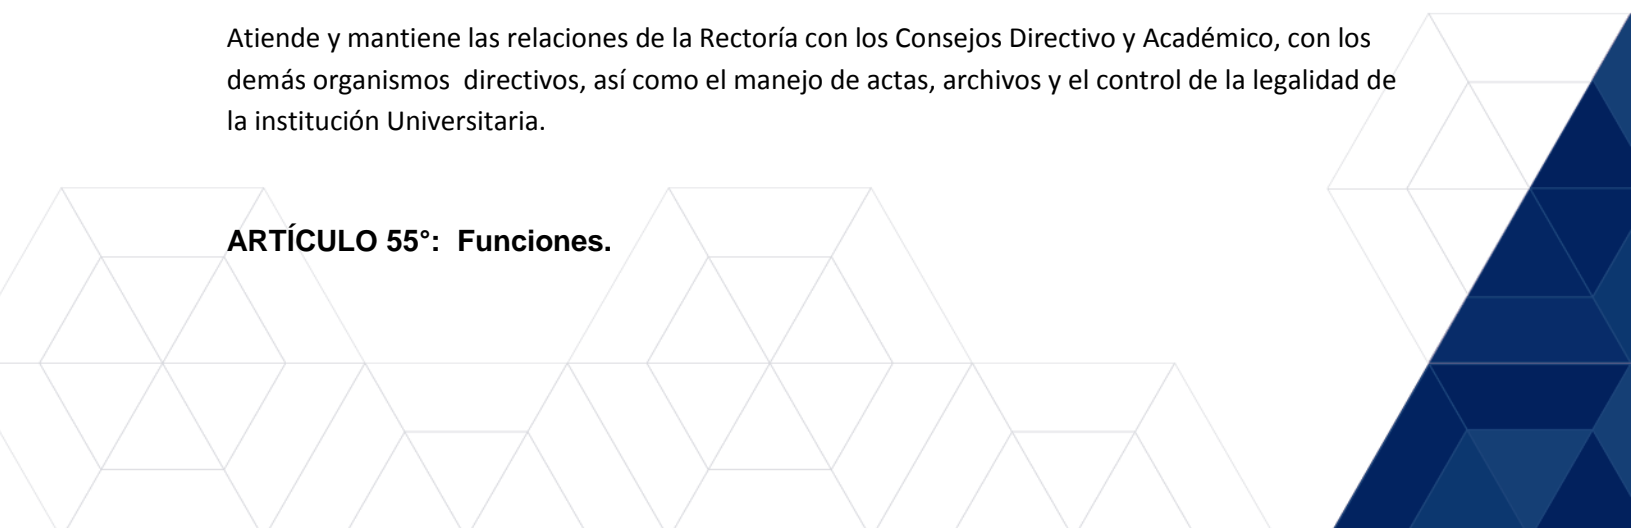 Atiende y mantiene las relaciones de la Rectoría con los Consejos Directivo y Académico, con los
demás organismos  directivos, así como el manejo de actas, archivos y el control de la legalidad de
la institución Universitaria.
ARTÍCULO 55°:  Funciones.